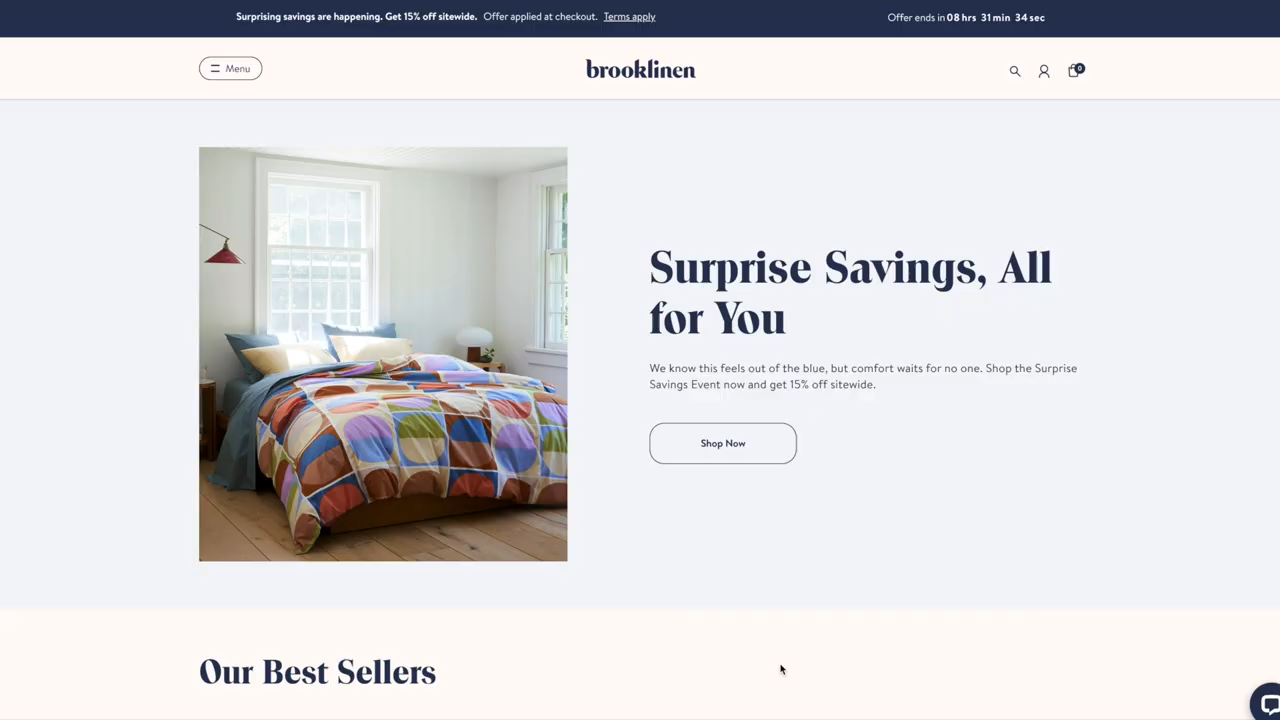 Surprising savings are happening. Get 15% off sitewide. Offer applied at checkout. Terms apply
Offer ends in 08 hrs 31 min 34 sec
Menu
brooklinen
0
Surprise Savings, All
for You
We know this feels out of the blue, but comfort waits for no one. Shop the Surprise
Savings Event now and get 15% off sitewide.
Shop Now
Our Best Sellers